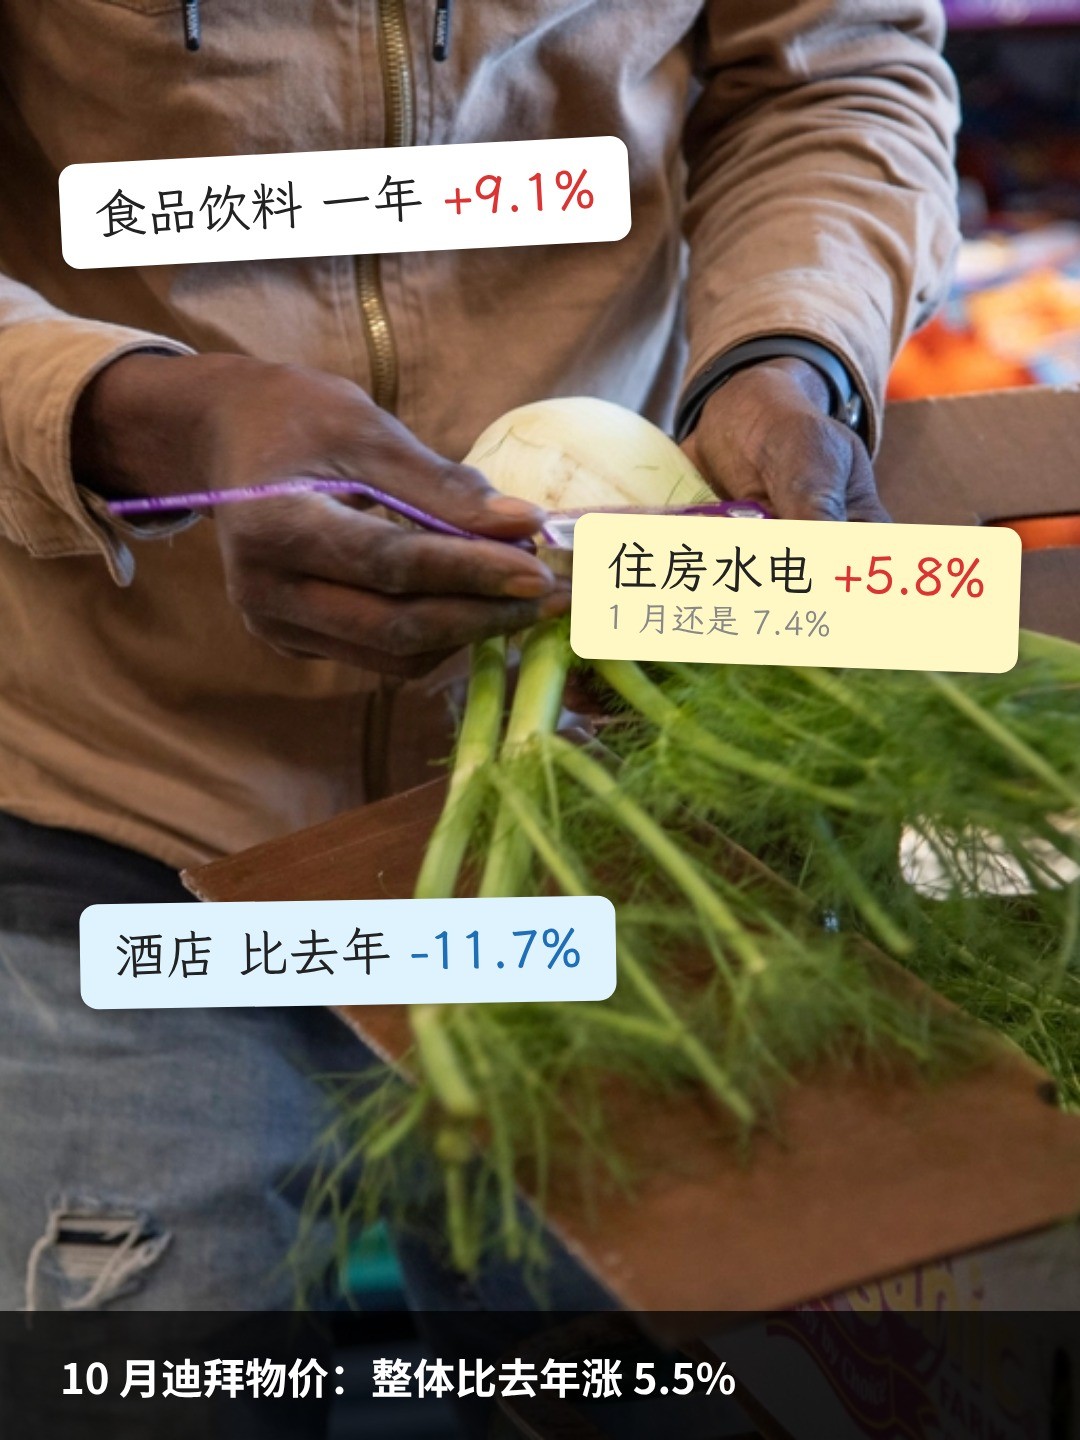 食品饮料 一年 +9.1%
住房水电 +5.8%
1 月还是 7.4%
酒店 比去年 -11.7%
10 月迪拜物价：整体比去年涨 5.5%